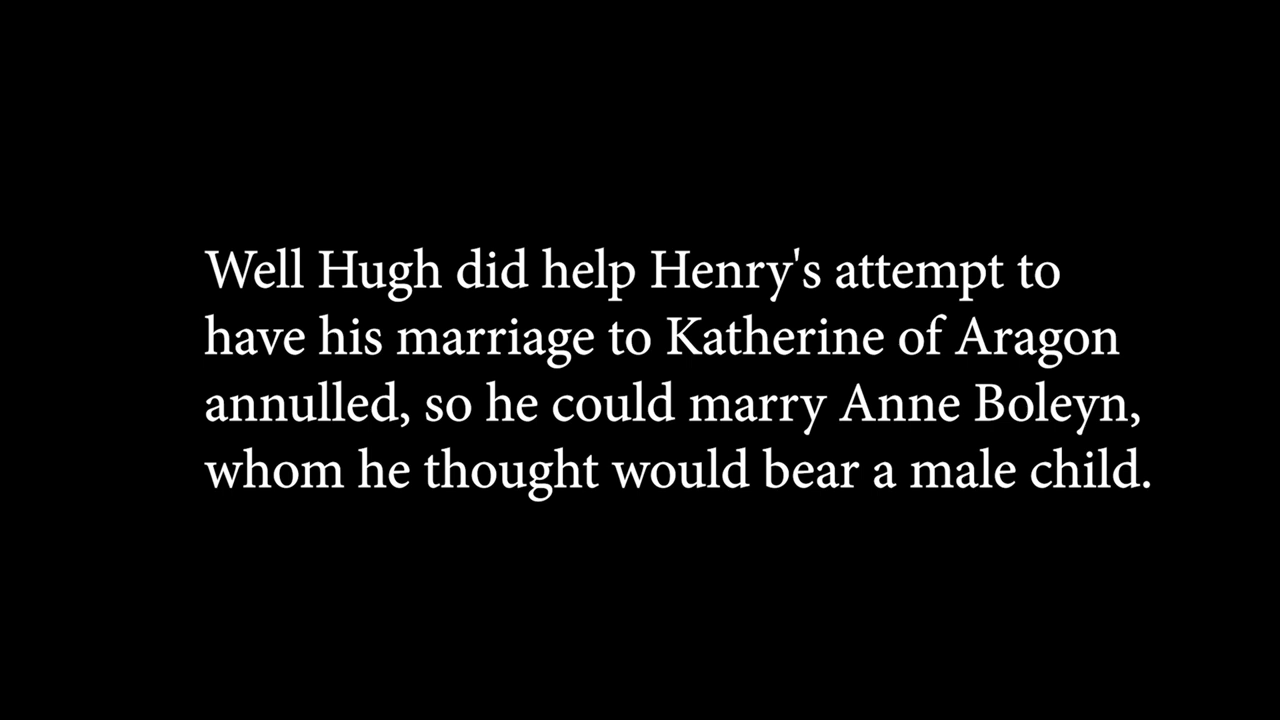 Well Hugh did help Henry's attempt to
have his marriage to Katherine of Aragon
annulled, so he could marry Anne Boleyn,
whom he thought would bear a male child.